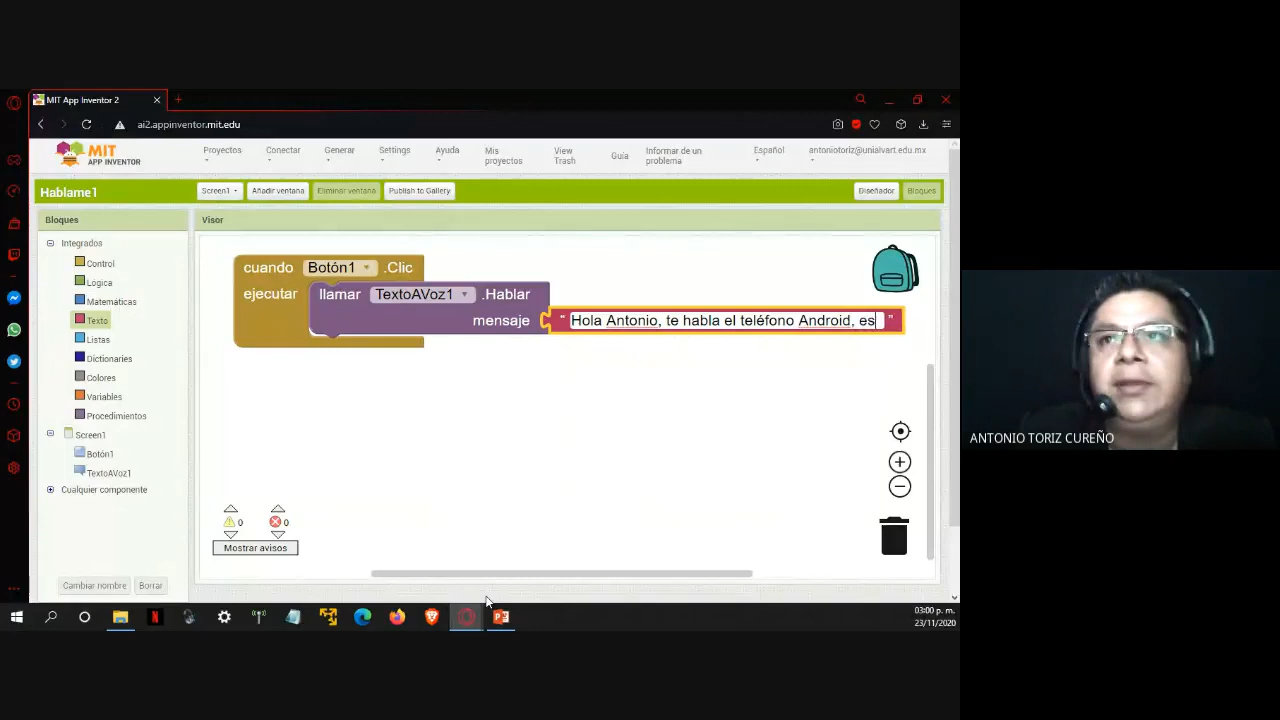 MIT App Inventor 2
ai2.appinventor.mit.edu
MIT
APP INVENTOR
Proyectos
Conectar
Generar
Settings
Ayuda
Mis proyectos
View Trash
Guía
Informar de un problema
Español
antoniotoriz@unialvart.edu.mx
Hablame1
Screen1
Añadir ventana
Eliminar ventana
Publish to Gallery
Diseñador
Bloques
Bloques
Visor
Integrados
Control
Lógica
Matemáticas
Texto
Listas
Dictionaries
Colores
Variables
Procedimientos
Screen1
Botón1
TextoAVoz1
Cualquier componente
Cambiar nombre
Borrar
cuando Botón1 .Clic
ejecutar llamar TextoAVoz1 .Hablar
mensaje " Hola Antonio, te habla el teléfono Android, es "
0 0
Mostrar avisos
03:00 p. m.
23/11/2020
ANTONIO TORIZ CUREÑO